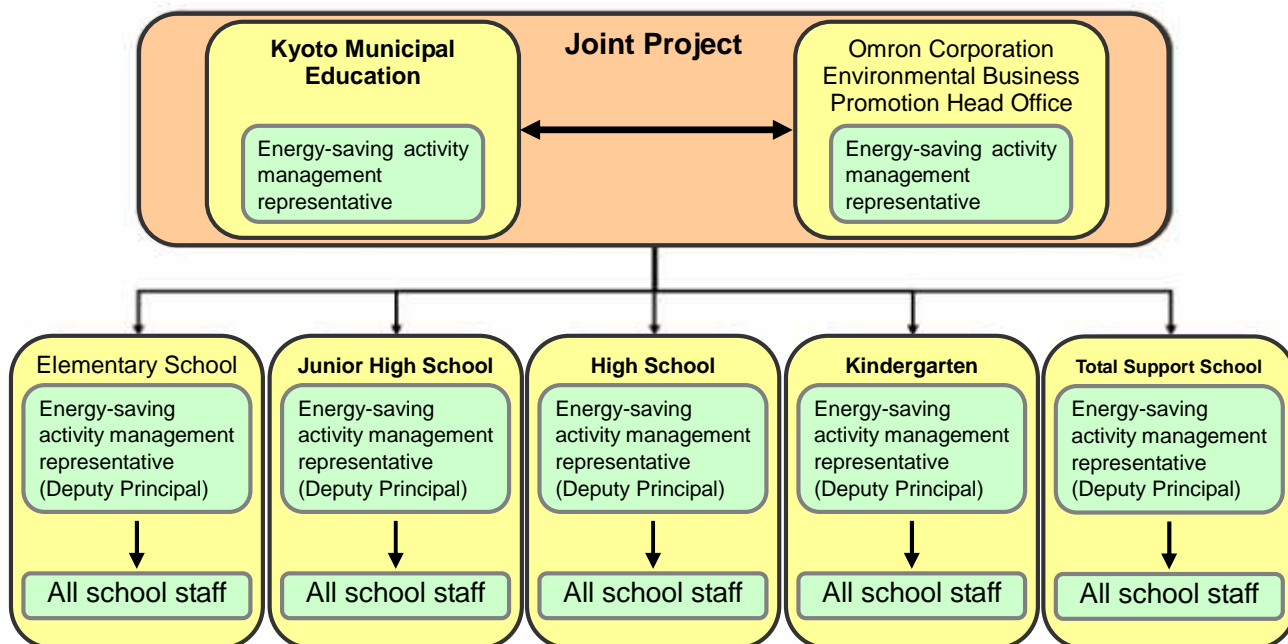 Joint Project
Kyoto Municipal
Education
Energy-saving activity
management
representative
Omron Corporation
Environmental Business
Promotion Head Office
Energy-saving activity
management
representative
Elementary School
Energy-saving
activity management
representative
(Deputy Principal)
All school staff
Junior High School
Energy-saving
activity management
representative
(Deputy Principal)
All school staff
High School
Energy-saving
activity management
representative
(Deputy Principal)
All school staff
Kindergarten
Energy-saving
activity management
representative
(Deputy Principal)
All school staff
Total Support School
Energy-saving
activity management
representative
(Deputy Principal)
All school staff